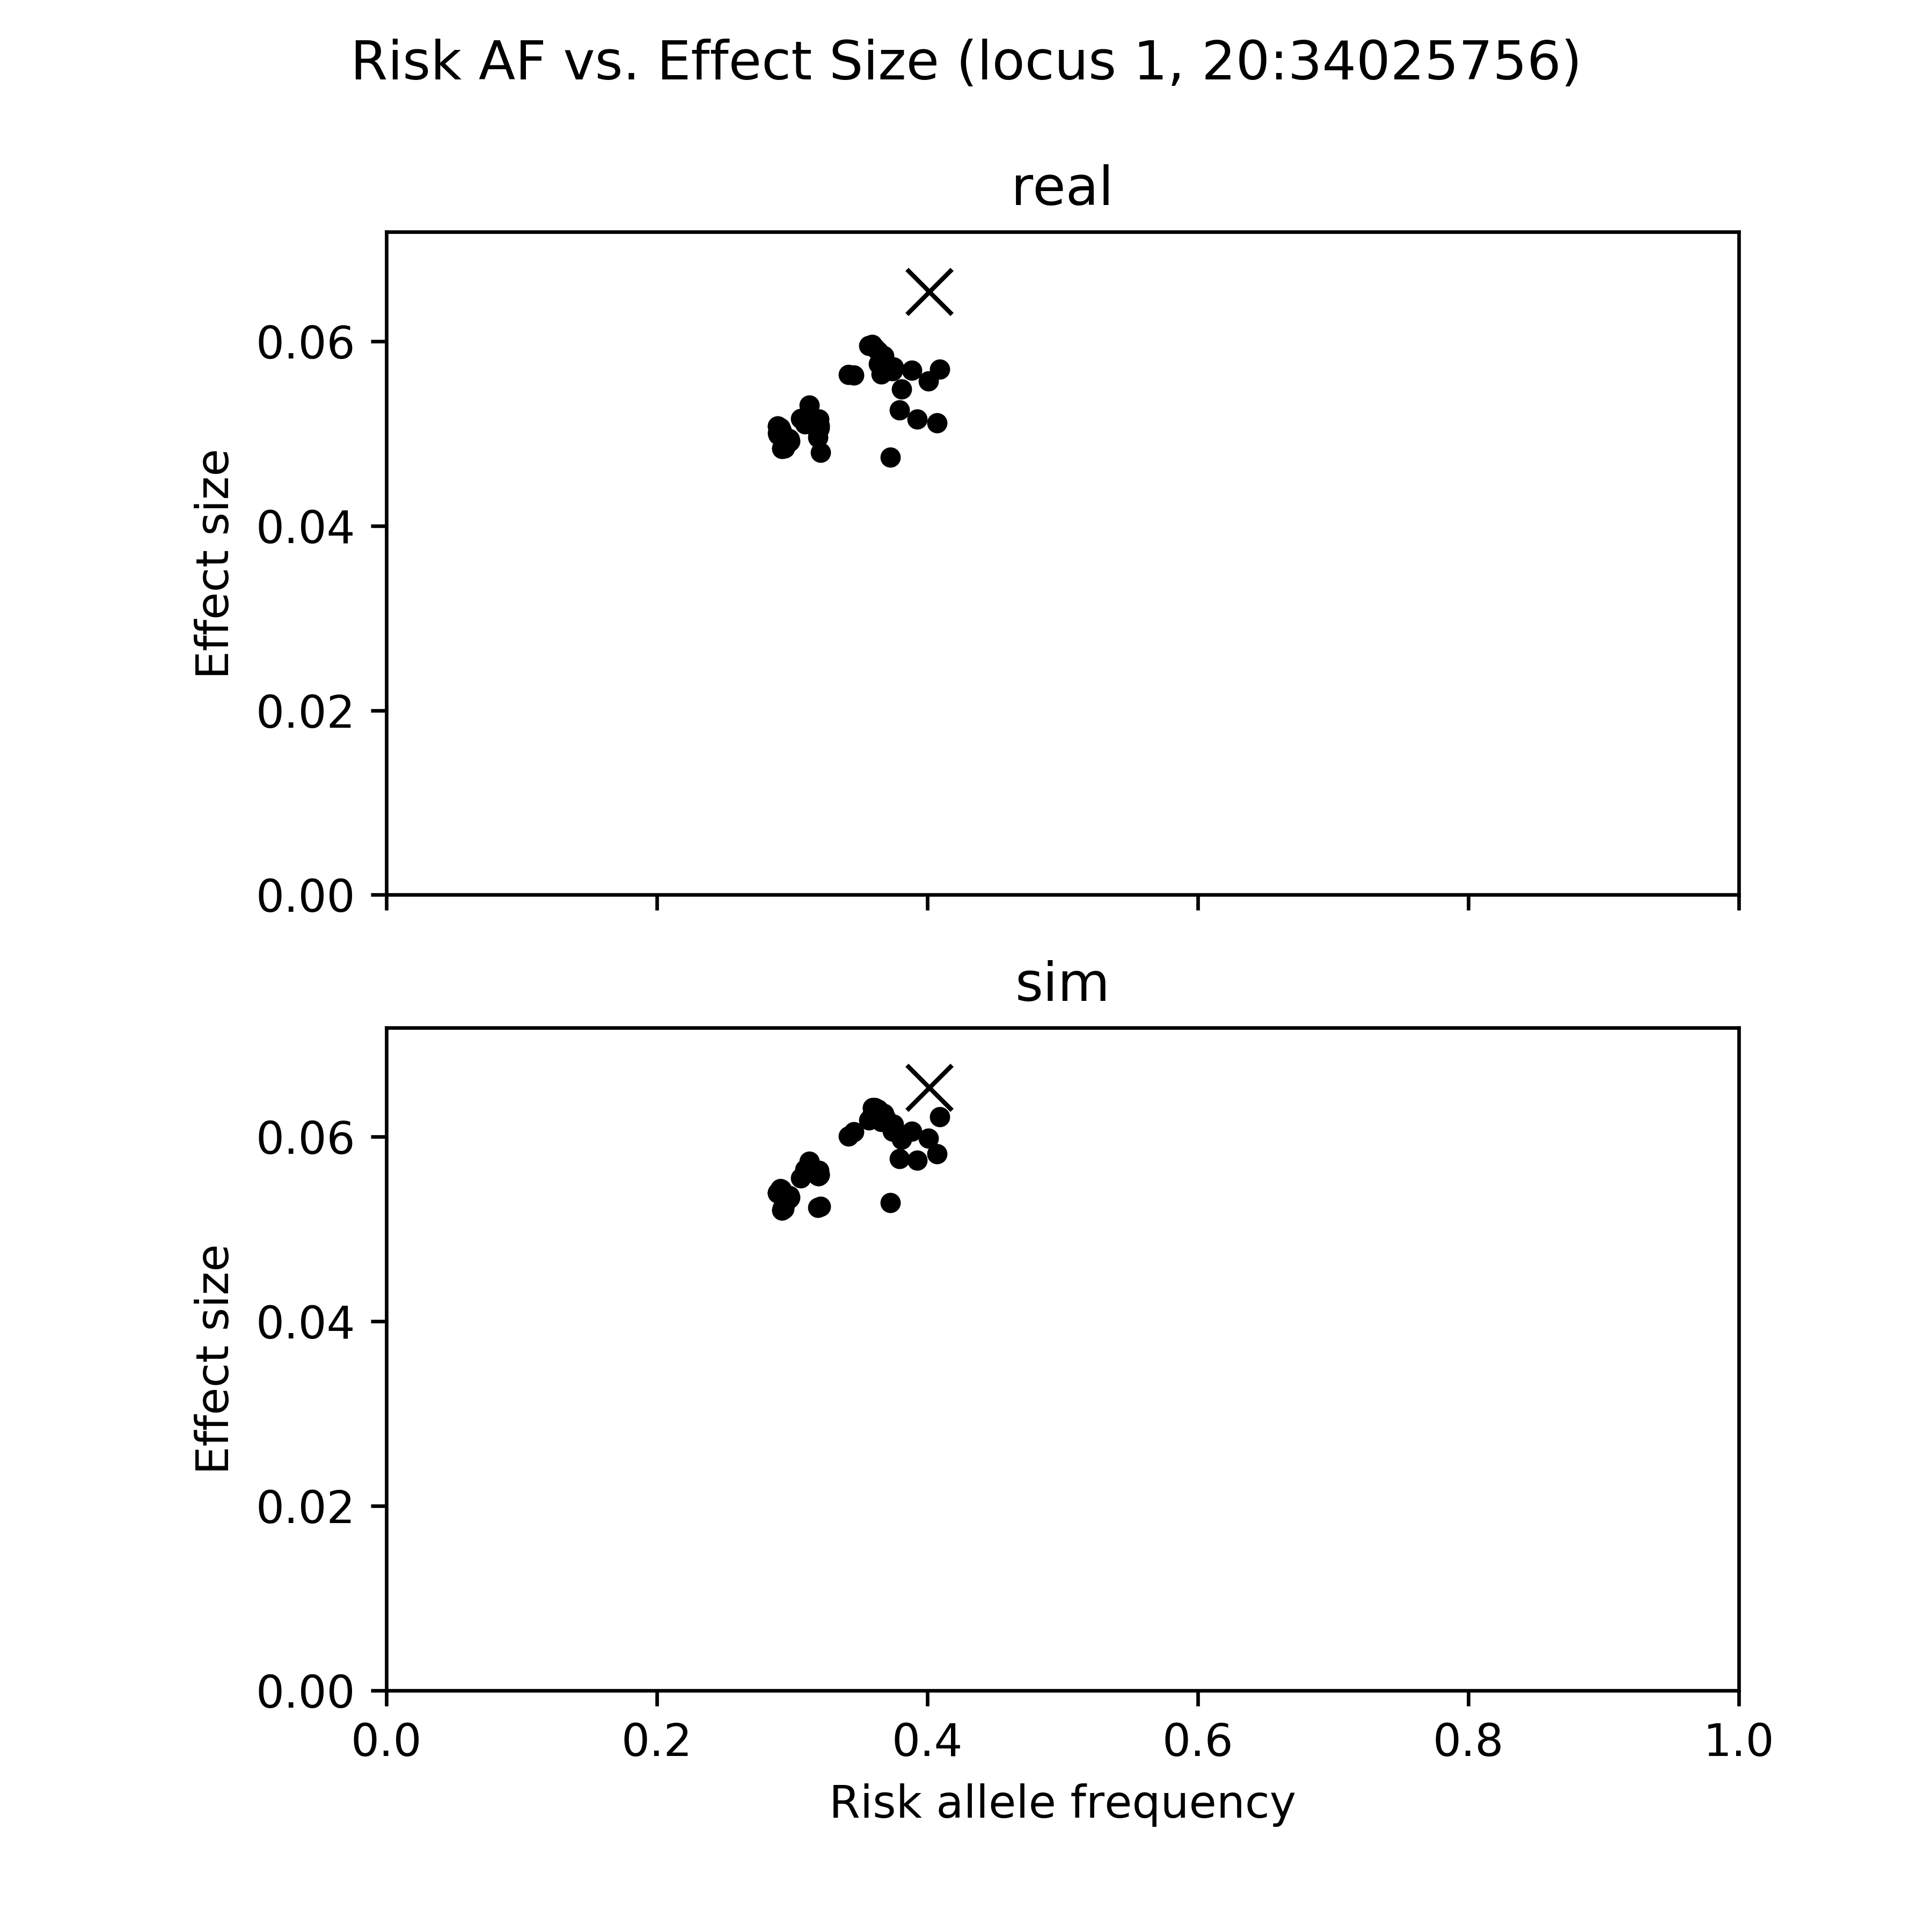 Risk AF vs. Effect Size (locus 1, 20:34025756)
real
0.06
0.04
0.02
0.00
Effect size
sim
0.06
0.04
0.02
0.00
Effect size
0.0 0.2 0.4 0.6 0.8 1.0
Risk allele frequency